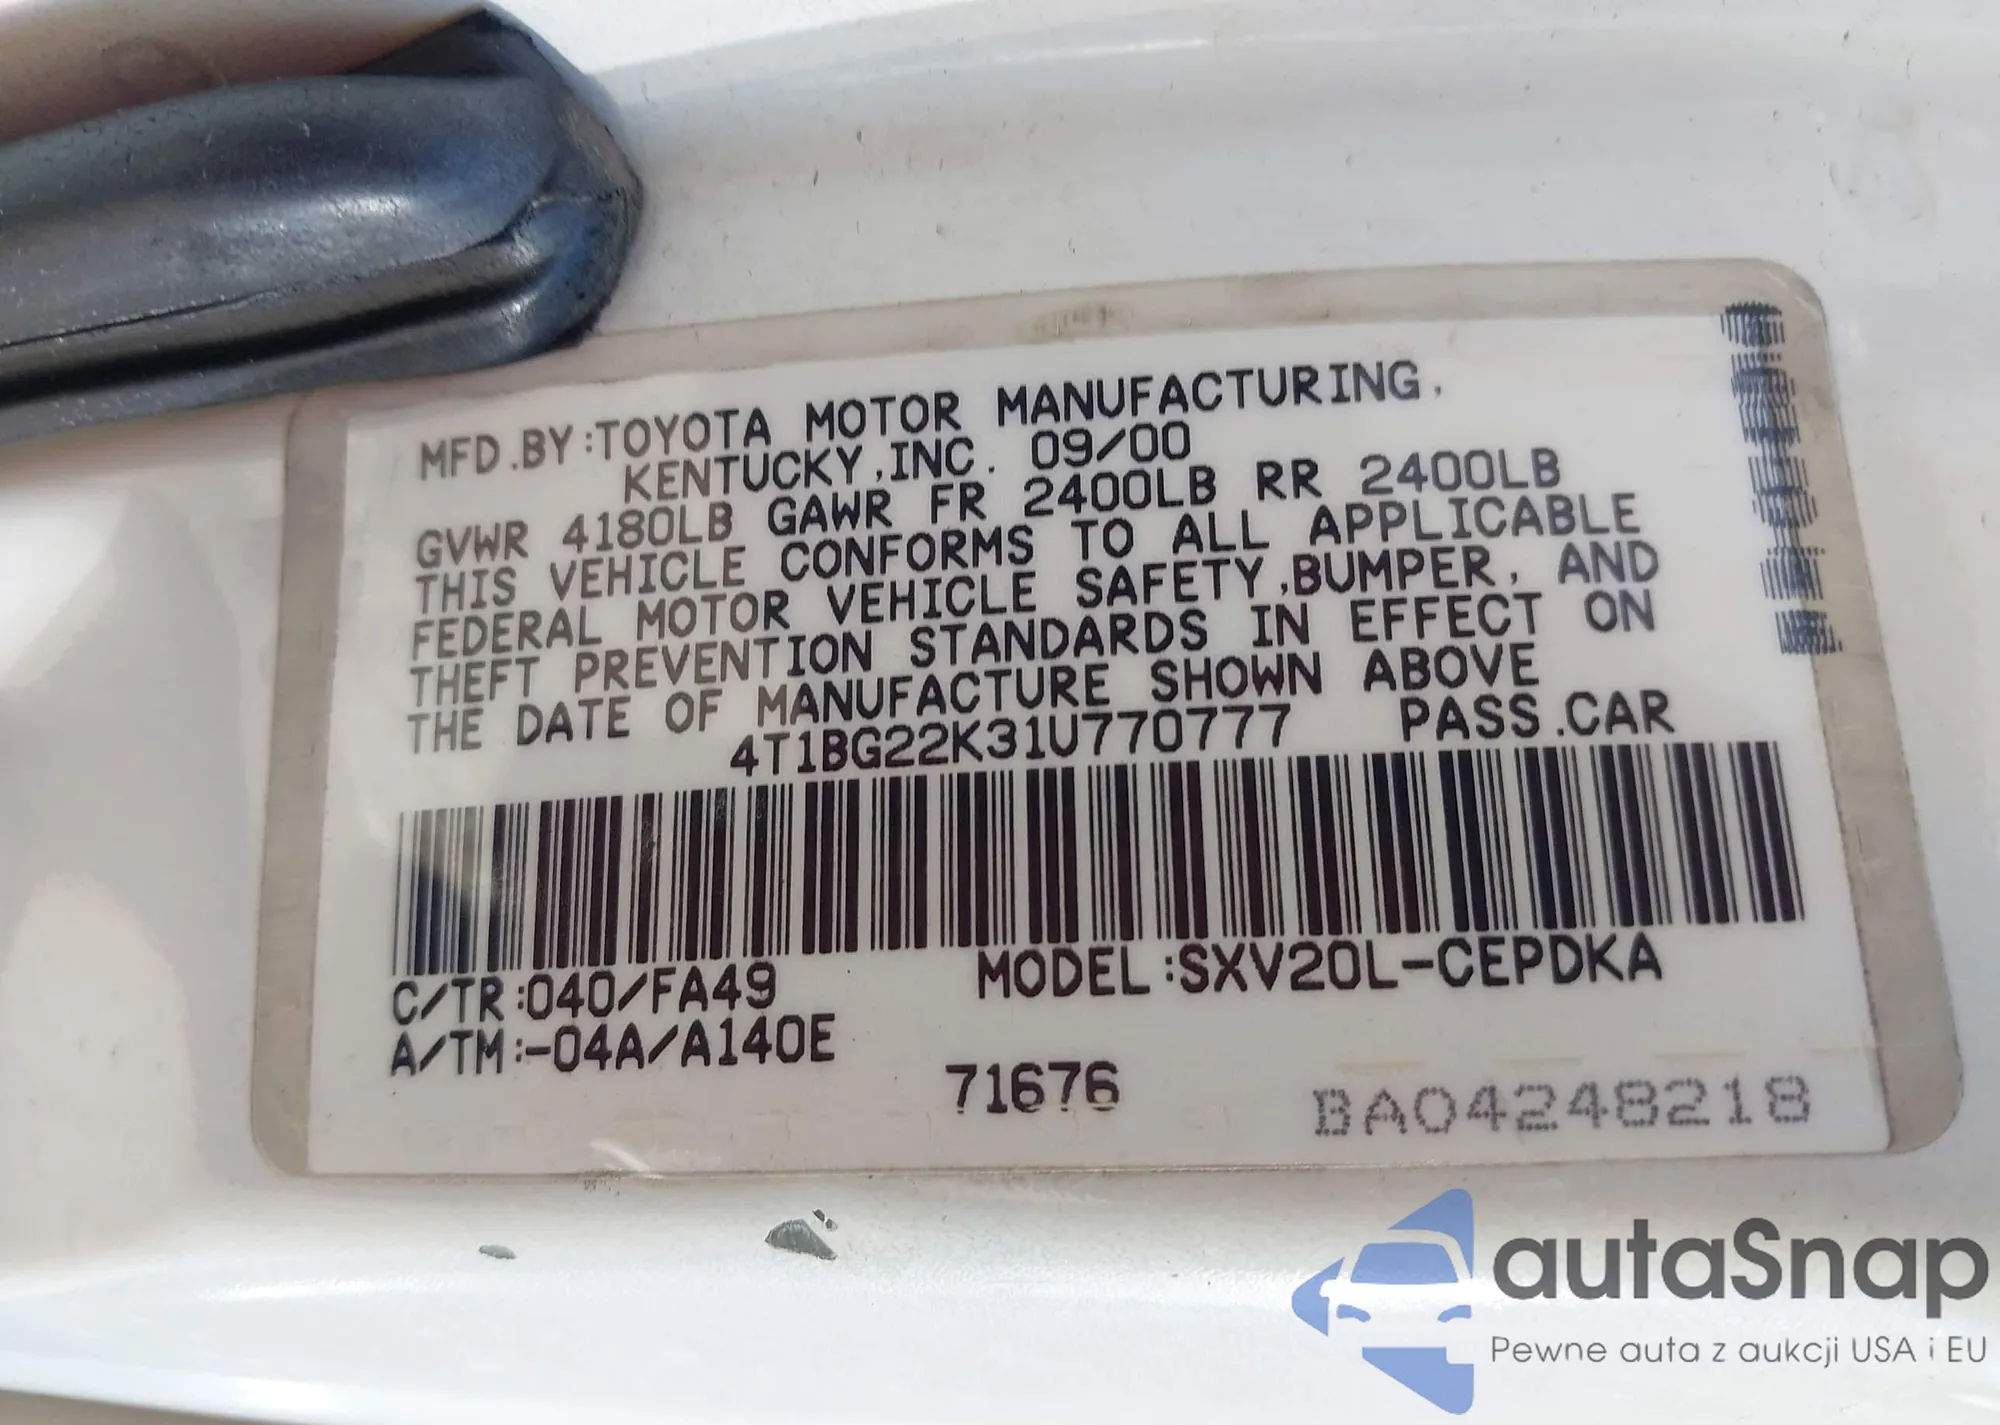 MFD.BY:TOYOTA MOTOR MANUFACTURING,
KENTUCKY,INC. 09/00
GVWR 4180LB GAWR FR 2400LB RR 2400LB
THIS VEHICLE CONFORMS TO ALL APPLICABLE
FEDERAL MOTOR VEHICLE SAFETY,BUMPER, AND
THEFT PREVENTION STANDARDS IN EFFECT ON
THE DATE OF MANUFACTURE SHOWN ABOVE
4T1BG22K31U770777 PASS.CAR
C/TR:040/FA49 MODEL:SXV20L-CEPDKA
A/TM:-04A/A140E
71676
BA04248218
autaSnap
Pewne auta z aukcji USA i EU